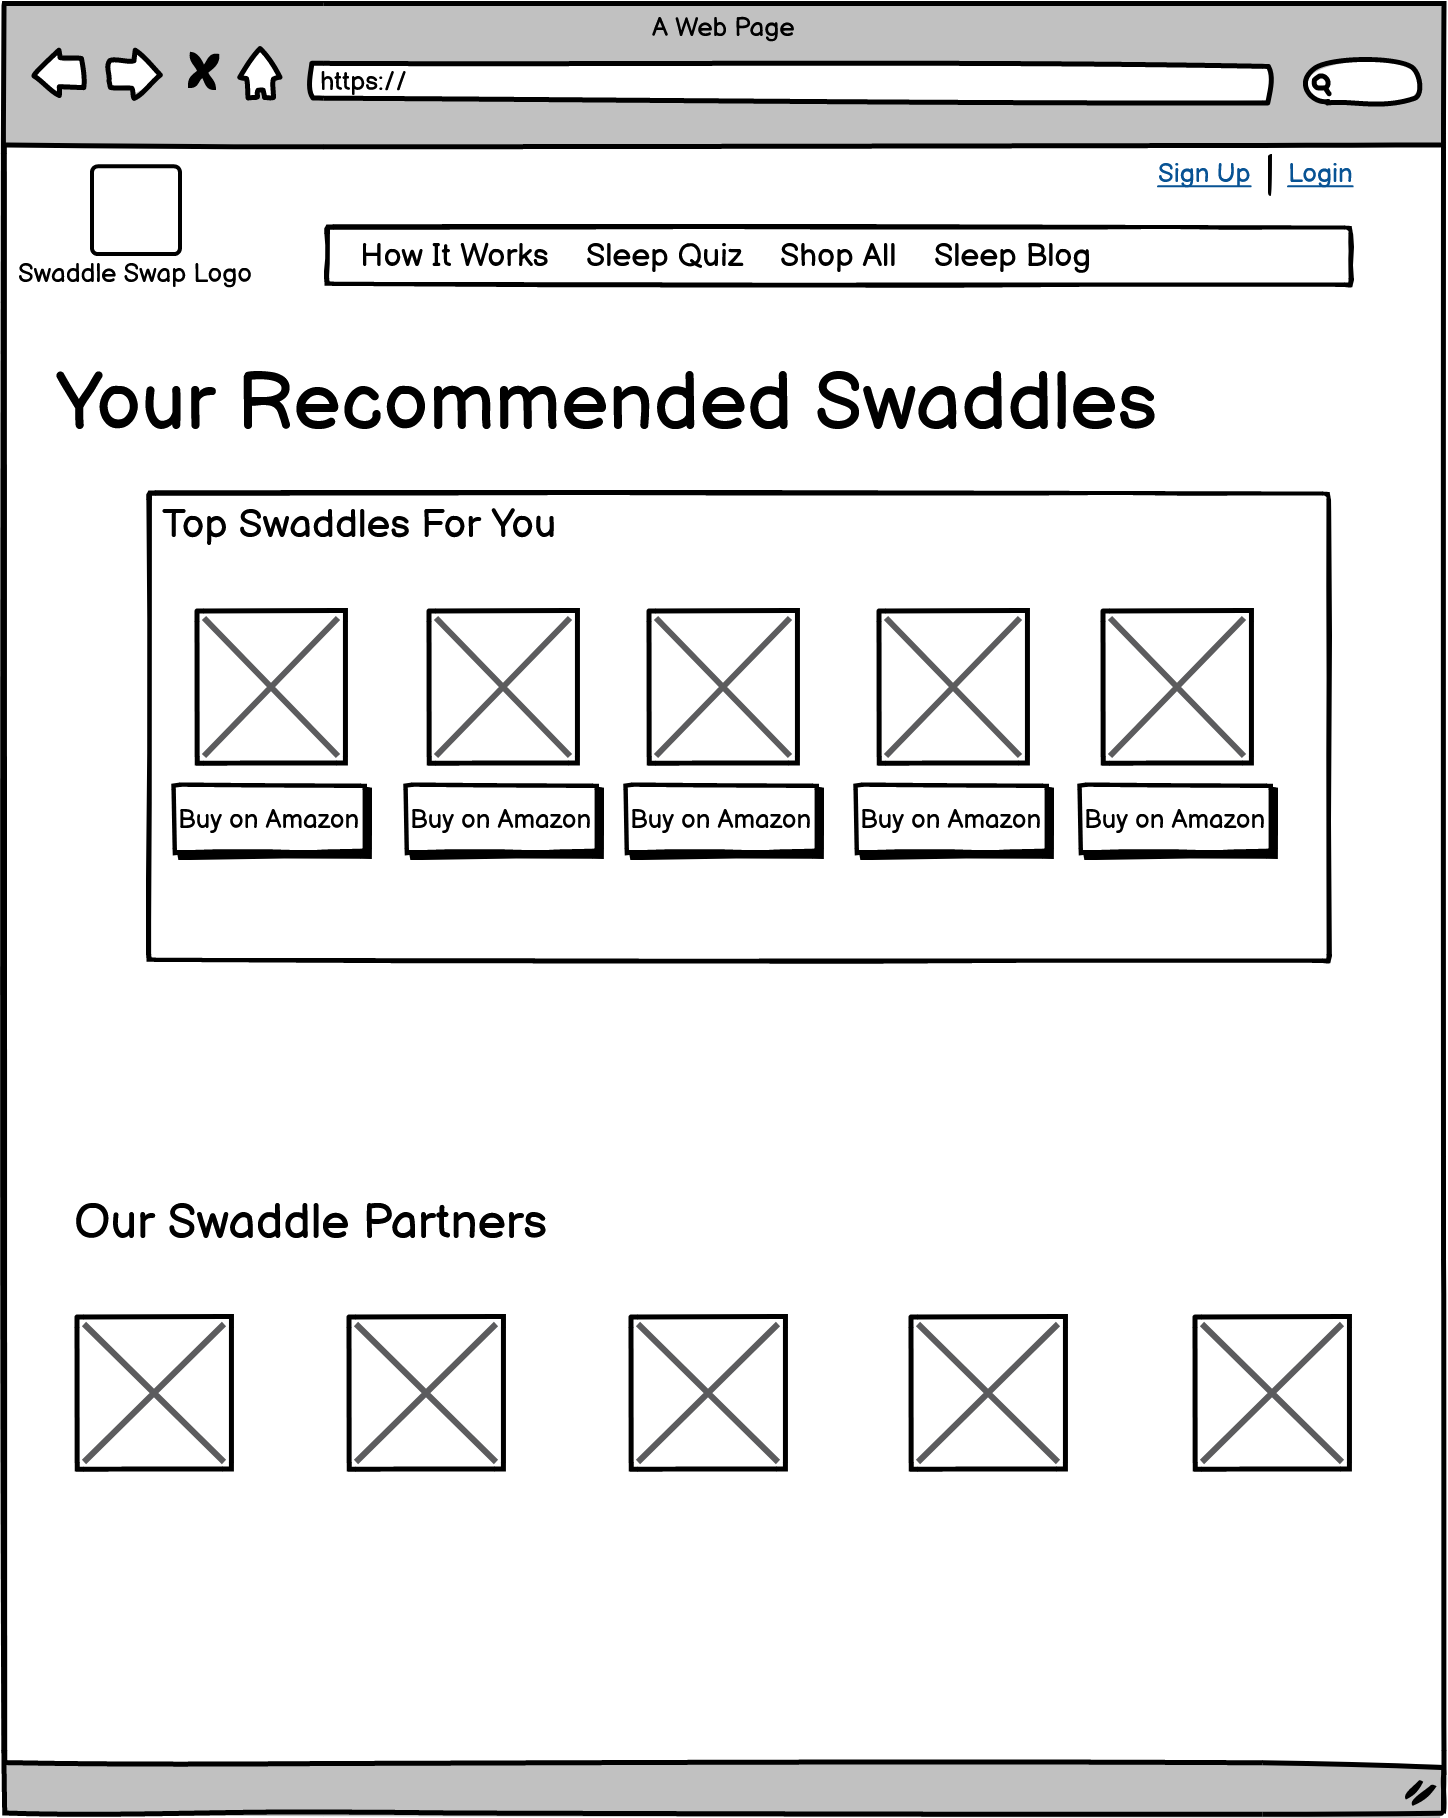 A Web Page
https://
Sign Up | Login
Swaddle Swap Logo
How It Works Sleep Quiz Shop All Sleep Blog
Your Recommended Swaddles
Top Swaddles For You
Buy on Amazon Buy on Amazon Buy on Amazon Buy on Amazon Buy on Amazon
Our Swaddle Partners